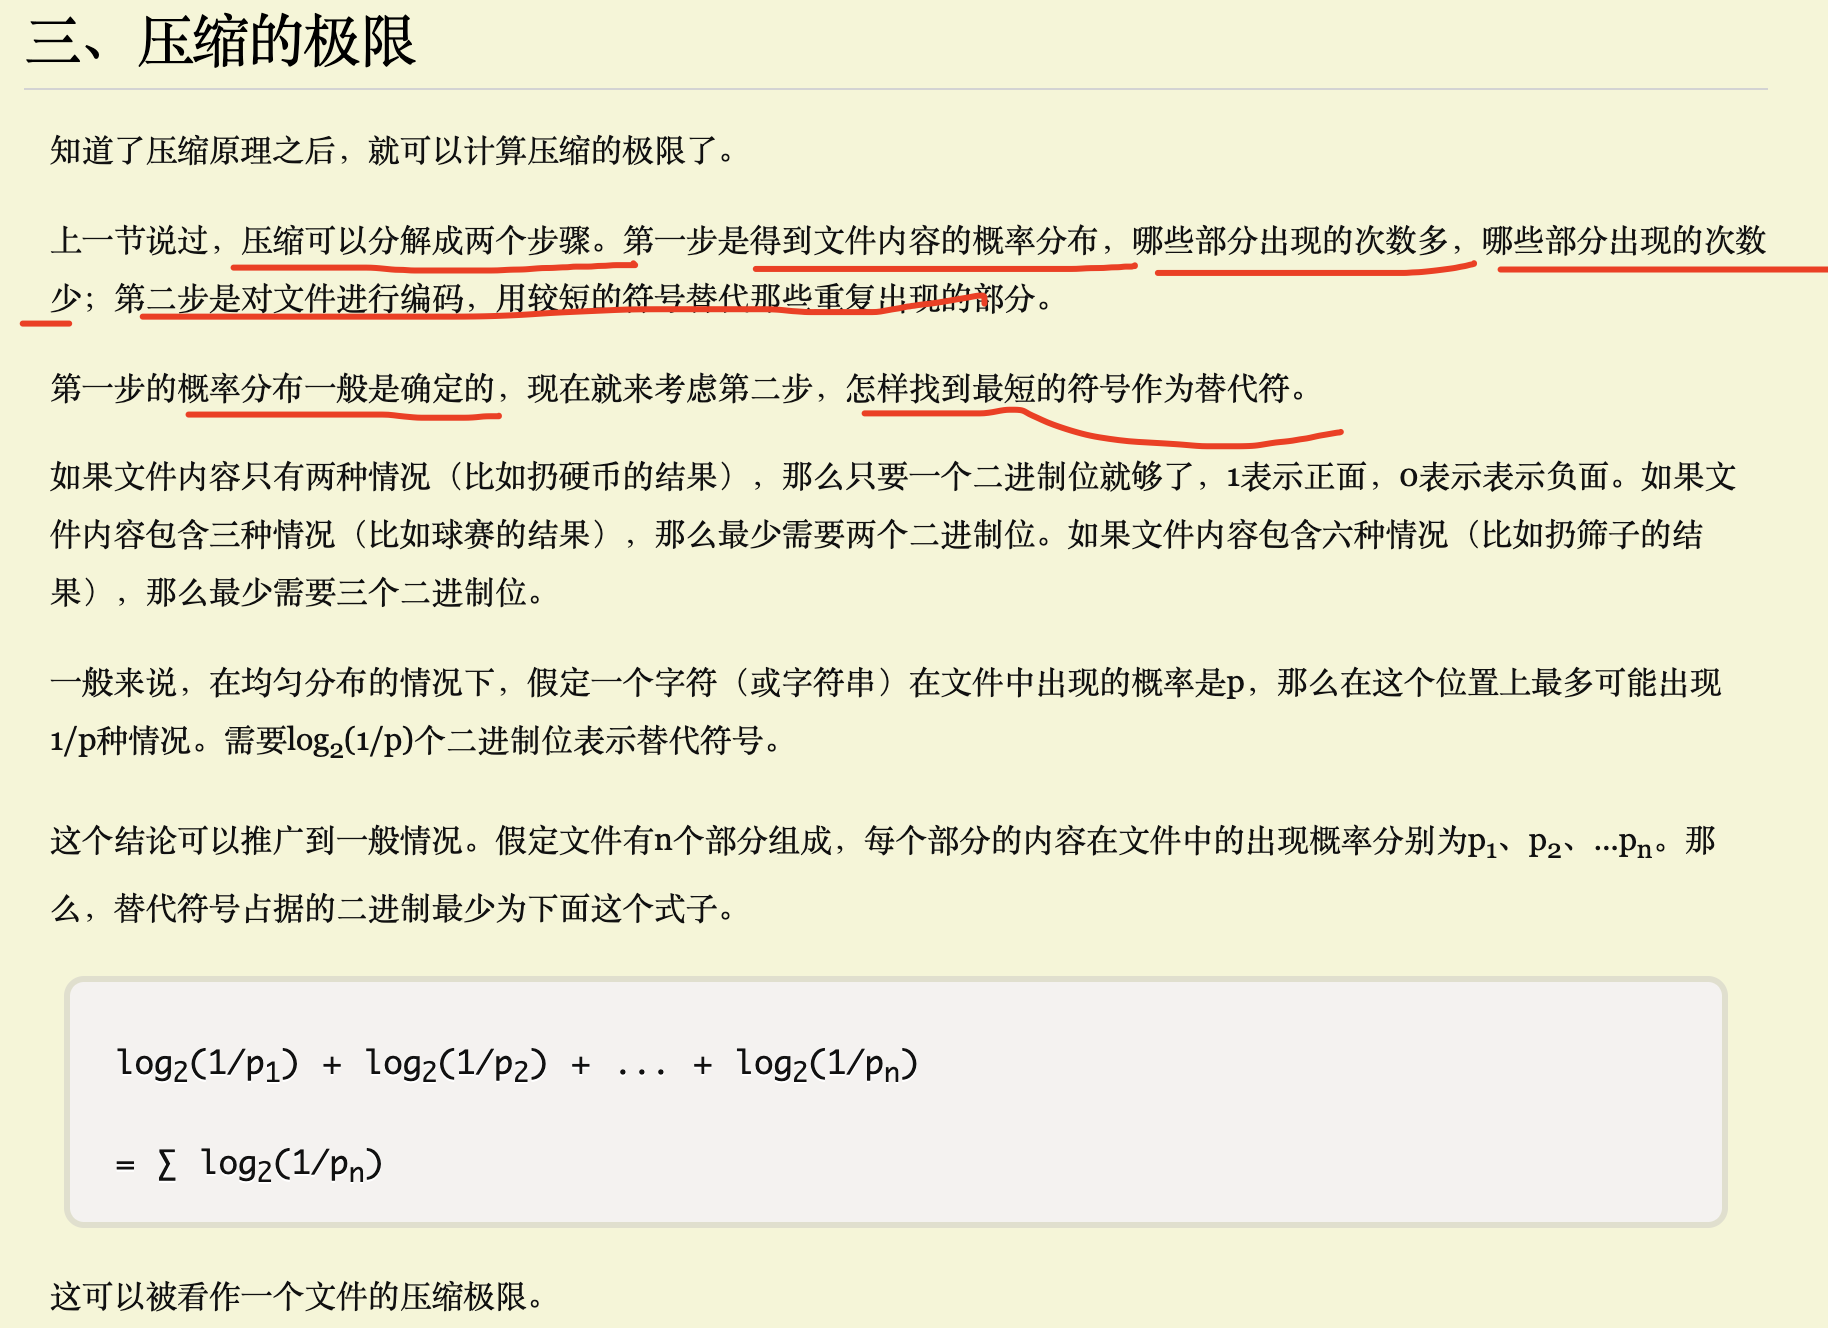 三、压缩的极限
知道了压缩原理之后，就可以计算压缩的极限了。
上一节说过，压缩可以分解成两个步骤。第一步是得到文件内容的概率分布，哪些部分出现的次数多，哪些部分出现的次数
少；第二步是对文件进行编码，用较短的符号替代那些重复出现的部分。
第一步的概率分布一般是确定的，现在就来考虑第二步，怎样找到最短的符号作为替代符。
如果文件内容只有两种情况（比如扔硬币的结果），那么只要一个二进制位就够了，1表示正面，0表示表示负面。如果文
件内容包含三种情况（比如球赛的结果），那么最少需要两个二进制位。如果文件内容包含六种情况（比如扔筛子的结
果），那么最少需要三个二进制位。
一般来说，在均匀分布的情况下，假定一个字符（或字符串）在文件中出现的概率是p，那么在这个位置上最多可能出现
1/p种情况。需要log₂(1/p)个二进制位表示替代符号。
这个结论可以推广到一般情况。假定文件有n个部分组成，每个部分的内容在文件中的出现概率分别为p₁、p₂、...pₙ。那
么，替代符号占据的二进制最少为下面这个式子。
log₂(1/p₁) + log₂(1/p₂) + ... + log₂(1/pₙ)
= ∑ log₂(1/pₙ)
这可以被看作一个文件的压缩极限。